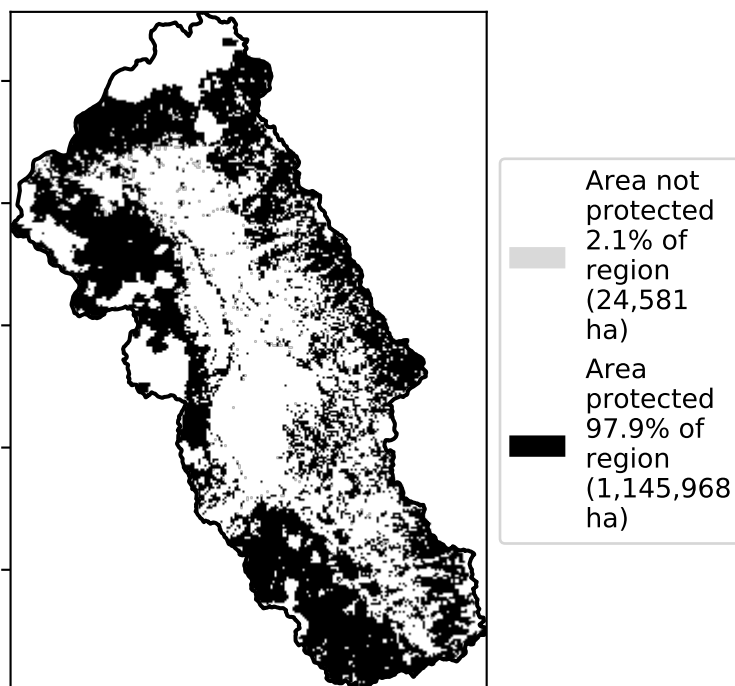 Area not
protected
2.1% of
region
(24,581
ha)
Area
protected
97.9% of
region
(1,145,968
ha)